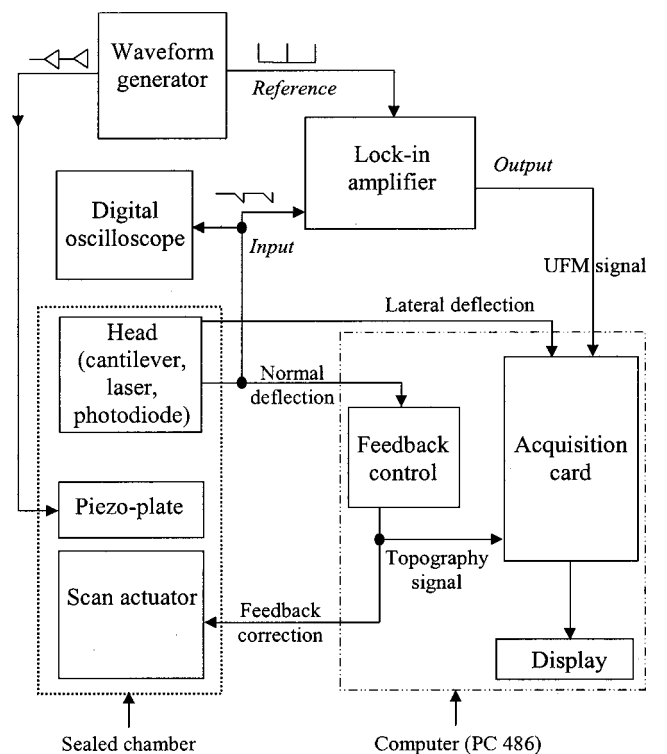 Waveform
generator
Reference
Lock-in
amplifier
Output
Digital
oscilloscope
Input
UFM signal
Lateral deflection
Head
(cantilever,
laser,
photodiode)
Normal
deflection
Feedback
control
Acquisition
card
Piezo-plate
Topography
signal
Scan actuator
Feedback
correction
Display
Sealed chamber
Computer (PC 486)